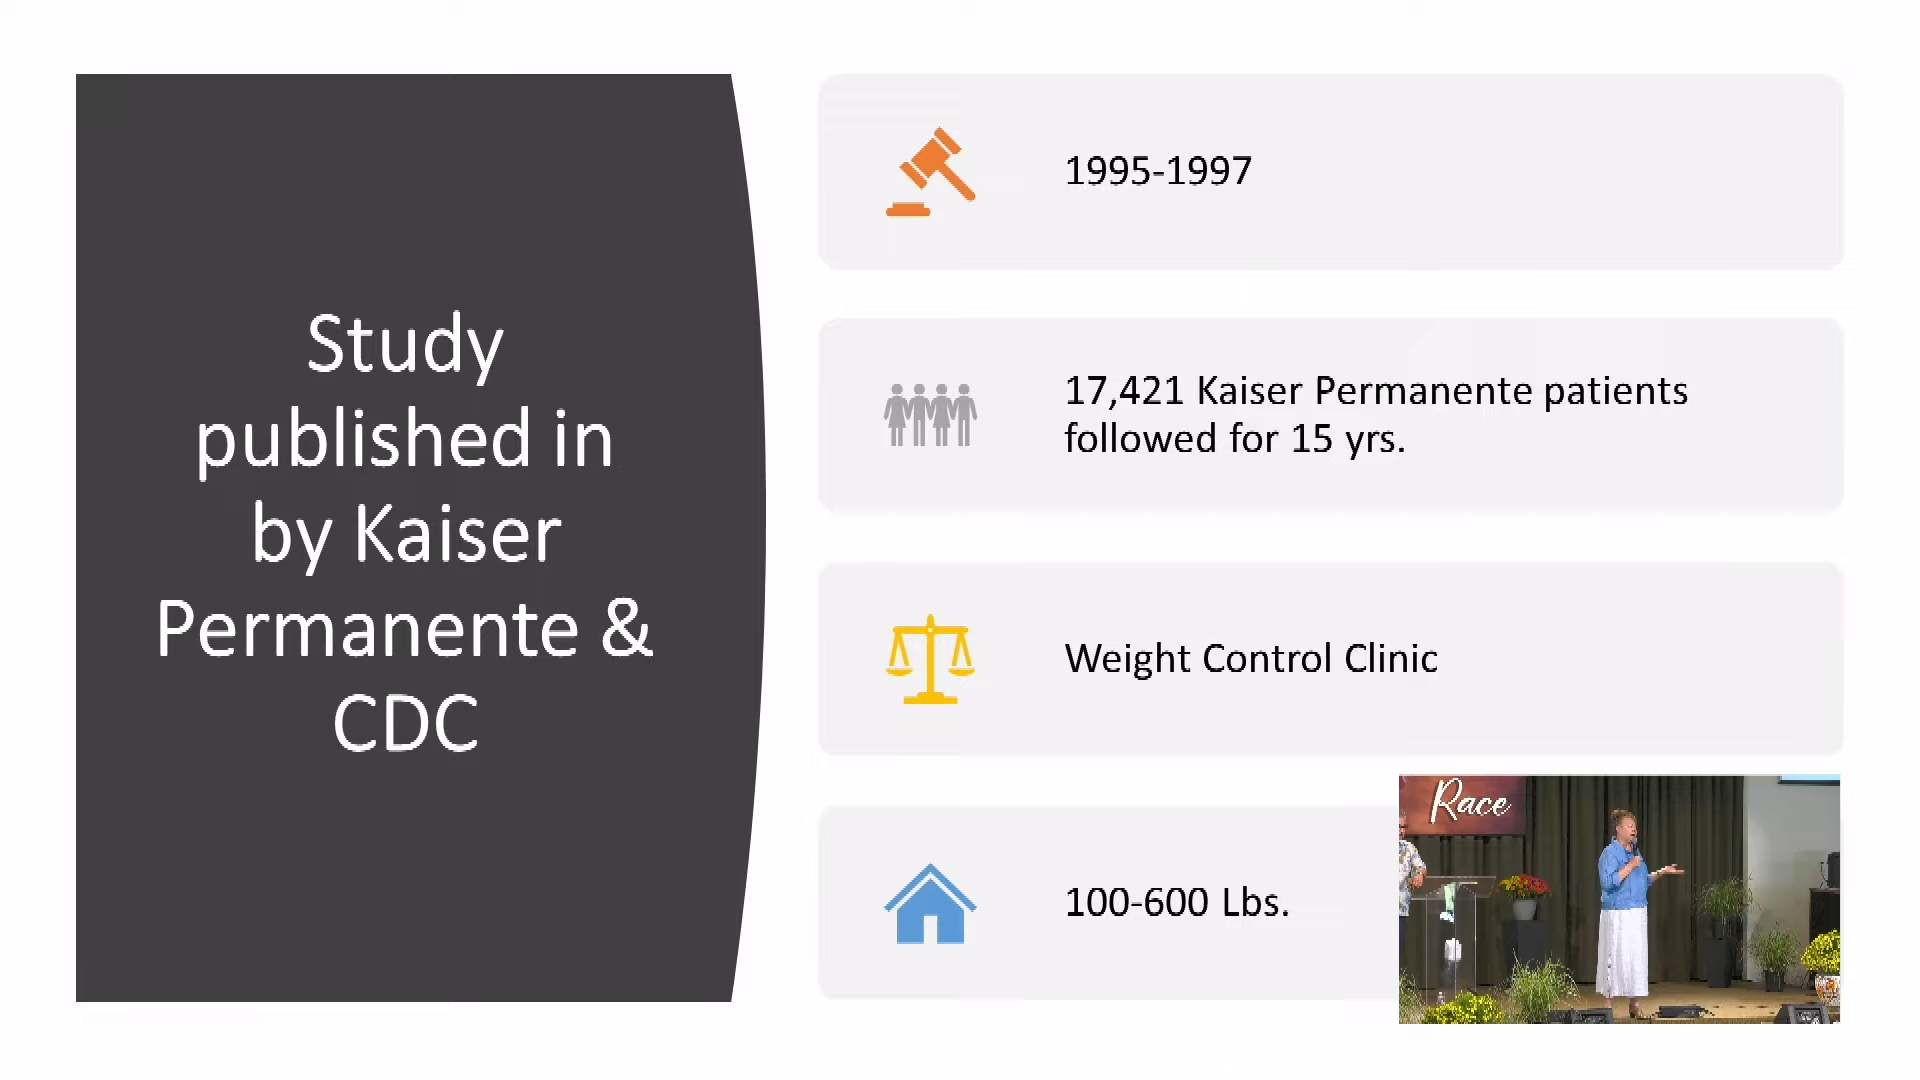 Study
published in
by Kaiser
Permanente &
CDC
1995-1997
17,421 Kaiser Permanente patients
followed for 15 yrs.
Weight Control Clinic
100-600 Lbs.
Race